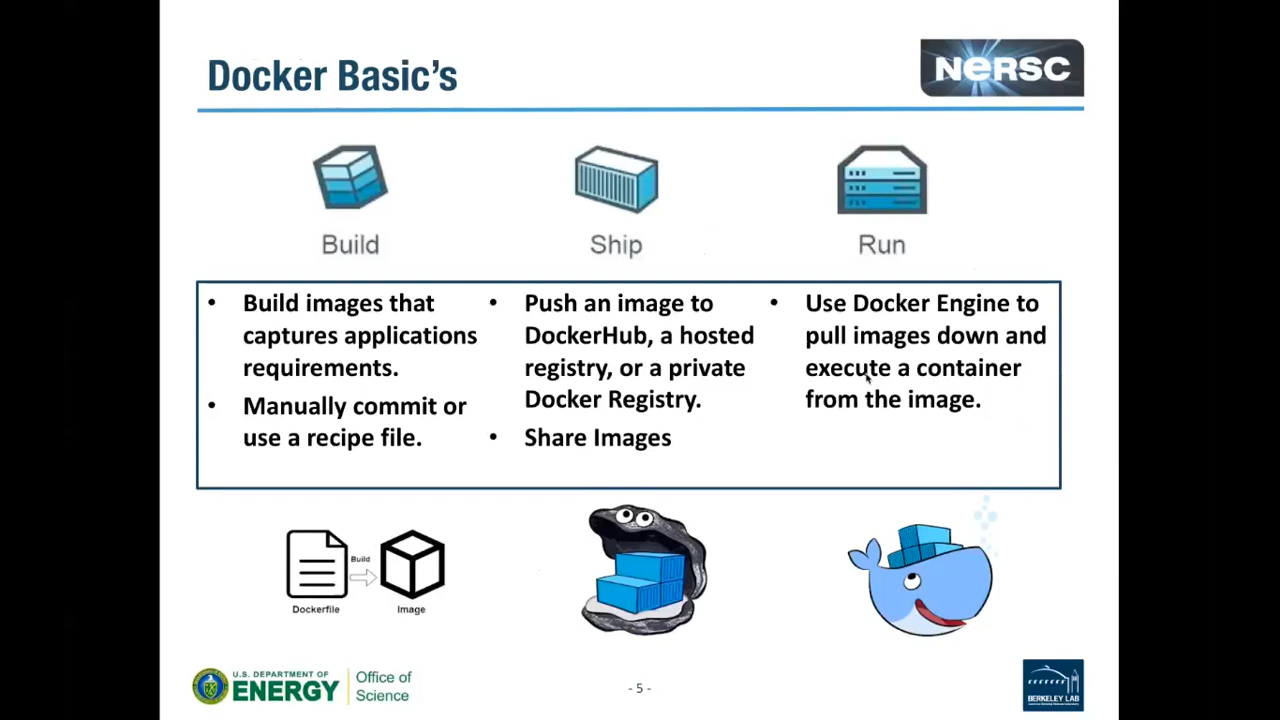 Docker Basic's
NERSC
Build
Ship
Run
• Build images that
captures applications
requirements.
• Manually commit or
use a recipe file.
• Push an image to
DockerHub, a hosted
registry, or a private
Docker Registry.
• Share Images
• Use Docker Engine to
pull images down and
execute a container
from the image.
Build
Dockerfile
Image
U.S. DEPARTMENT OF
ENERGY
Office of
Science
- 5 -
BERKELEY LAB